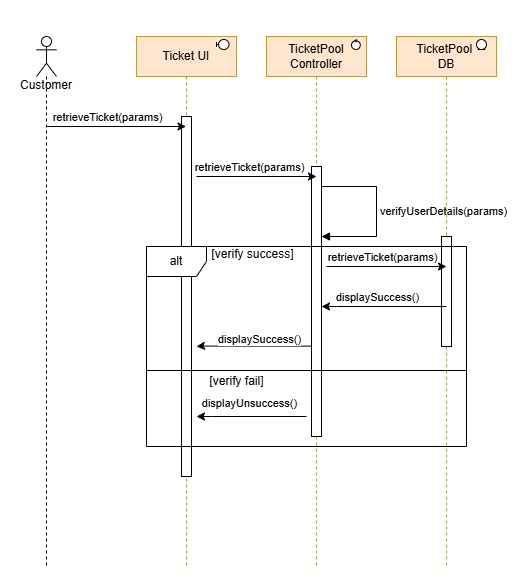 Ticket UI
TicketPool
Controller
TicketPool
DB
Customer
retrieveTicket(params)
retrieveTicket(params)
verifyUserDetails(params)
alt
[verify success]
retrieveTicket(params)
displaySuccess()
displaySuccess()
[verify fail]
displayUnsuccess()